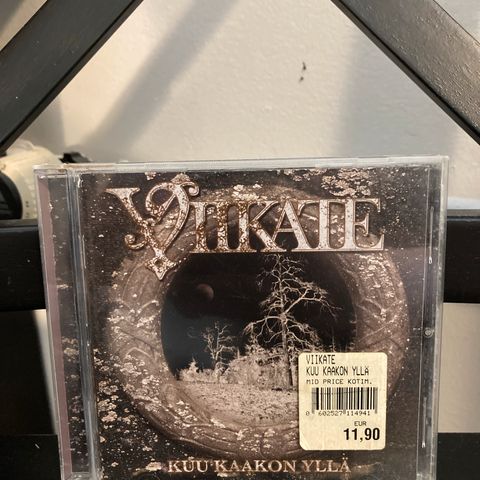 VIIKATE
VIIKATE
KUU KAAKON YLLÄ
MID PRICE KOTIM.
0 602527 114941
EUR
11,90
KUU KAAKON YLLÄ